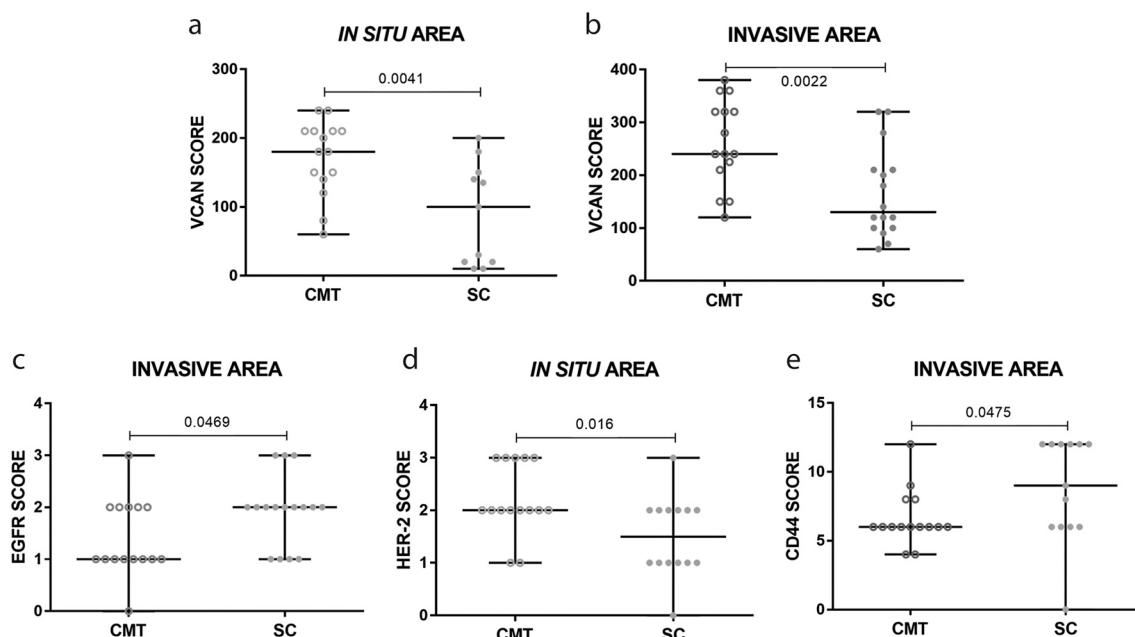 a
IN SITU AREA
0.0041
VCAN SCORE
300
200
100
0
CMT
SC
b
INVASIVE AREA
0.0022
VCAN SCORE
400
300
200
100
0
CMT
SC
c
INVASIVE AREA
0.0469
EGFR SCORE
4
3
2
1
0
CMT
SC
d
IN SITU AREA
0.016
HER-2 SCORE
4
3
2
1
0
CMT
SC
e
INVASIVE AREA
0.0475
CD44 SCORE
15
10
5
0
CMT
SC